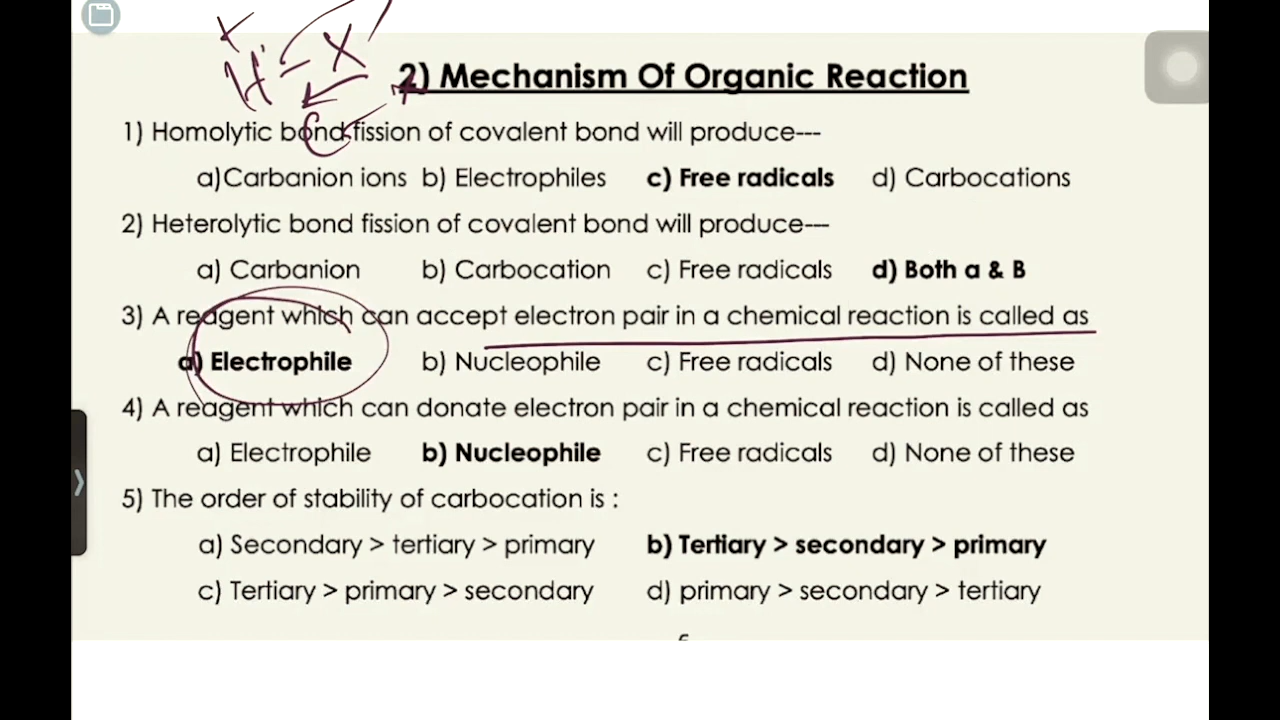 H - X
2) Mechanism Of Organic Reaction
1) Homolytic bond fission of covalent bond will produce---
a)Carbanion ions b) Electrophiles c) Free radicals d) Carbocations
2) Heterolytic bond fission of covalent bond will produce---
a) Carbanion b) Carbocation c) Free radicals d) Both a & B
3) A reagent which can accept electron pair in a chemical reaction is called as
a) Electrophile b) Nucleophile c) Free radicals d) None of these
4) A reagent which can donate electron pair in a chemical reaction is called as
a) Electrophile b) Nucleophile c) Free radicals d) None of these
5) The order of stability of carbocation is :
a) Secondary > tertiary > primary b) Tertiary > secondary > primary
c) Tertiary > primary > secondary d) primary > secondary > tertiary